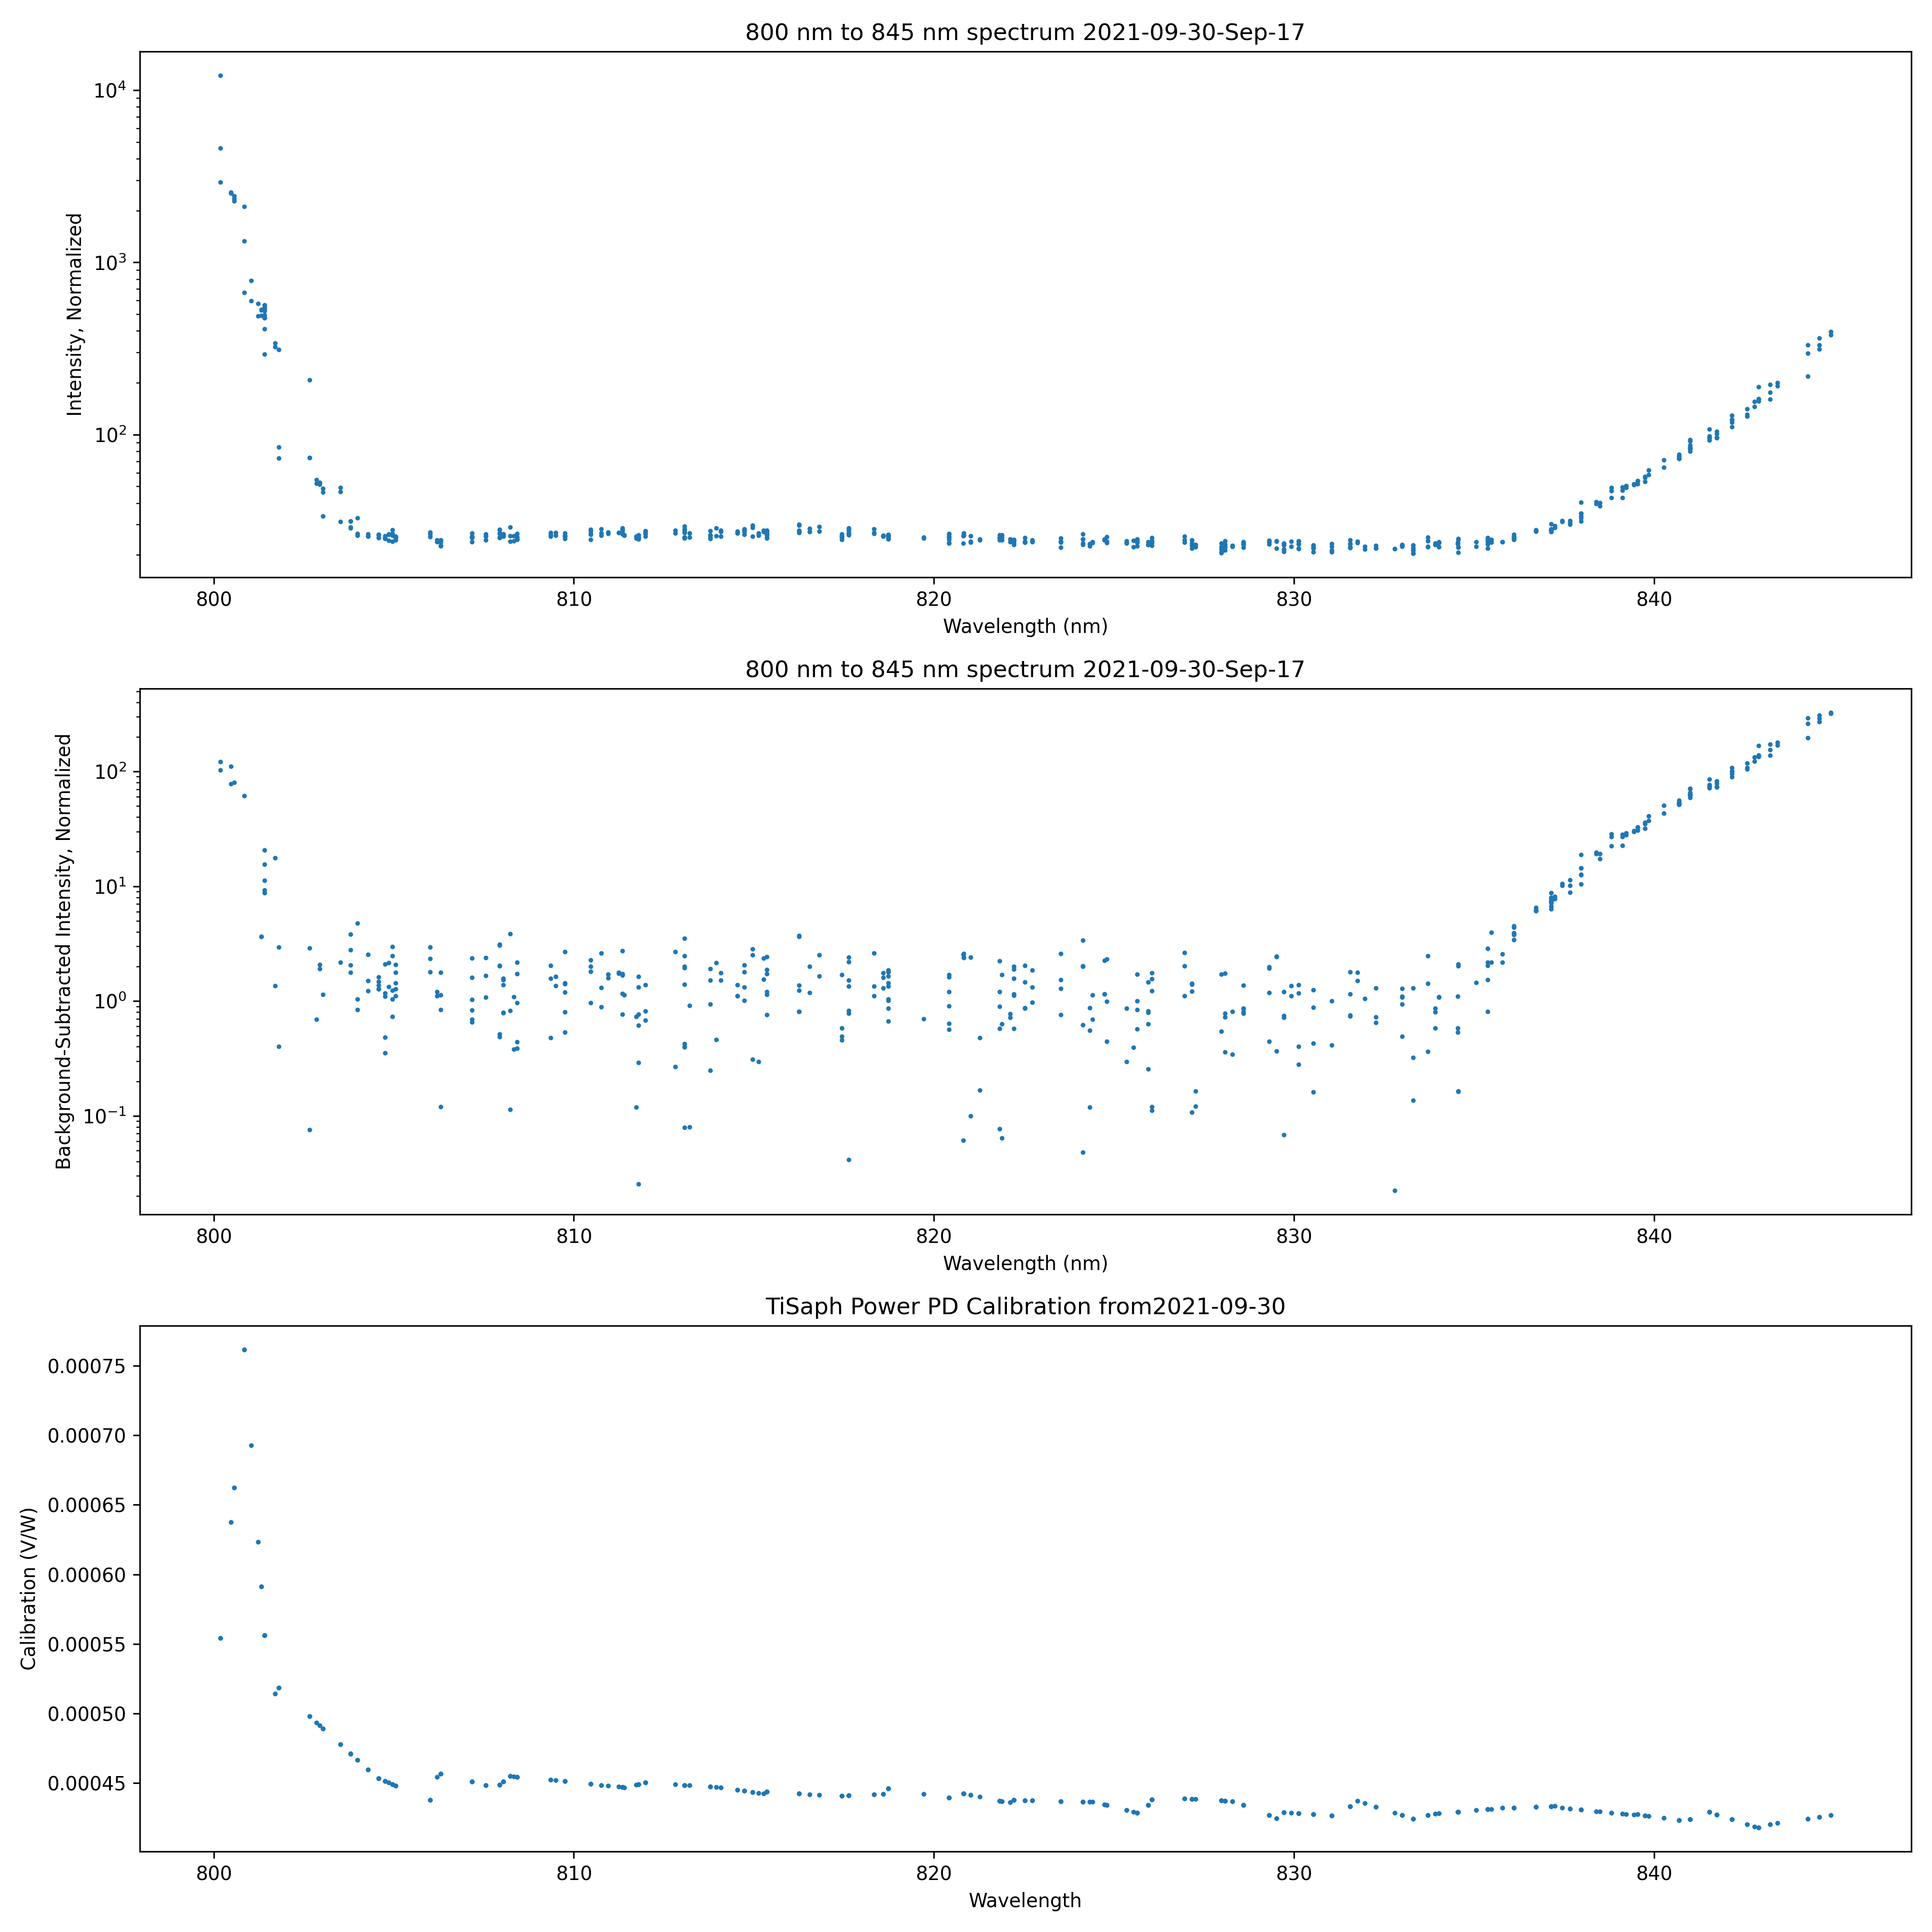 800 nm to 845 nm spectrum 2021-09-30-Sep-17
Intensity, Normalized
10^4
10^3
10^2
800 810 820 830 840
Wavelength (nm)
800 nm to 845 nm spectrum 2021-09-30-Sep-17
Background-Subtracted Intensity, Normalized
10^2
10^1
10^0
10^−1
800 810 820 830 840
Wavelength (nm)
TiSaph Power PD Calibration from2021-09-30
Calibration (V/W)
0.00075
0.00070
0.00065
0.00060
0.00055
0.00050
0.00045
800 810 820 830 840
Wavelength